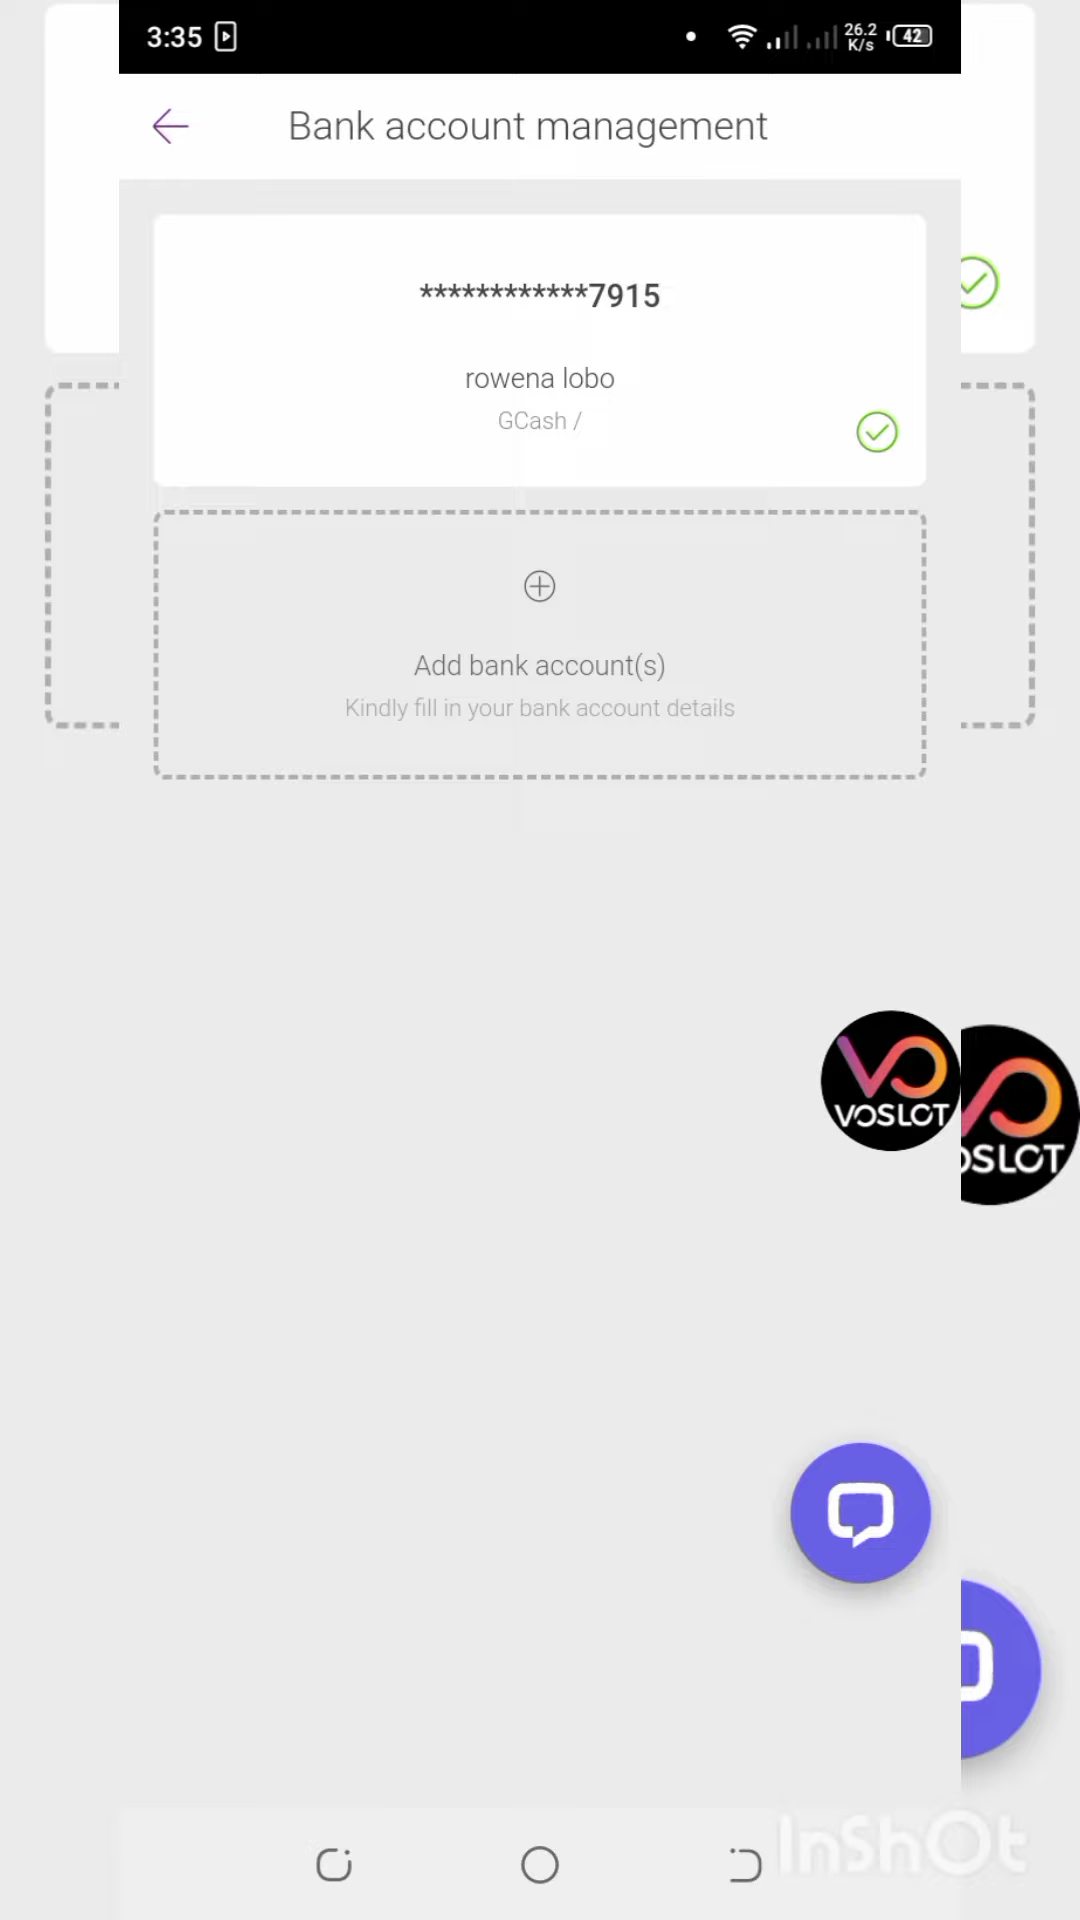 3:35
26.2
K/s
42
Bank account management
************7915
rowena lobo
GCash /
Add bank account(s)
Kindly fill in your bank account details
VOSLOT
OSLOT
InShOt